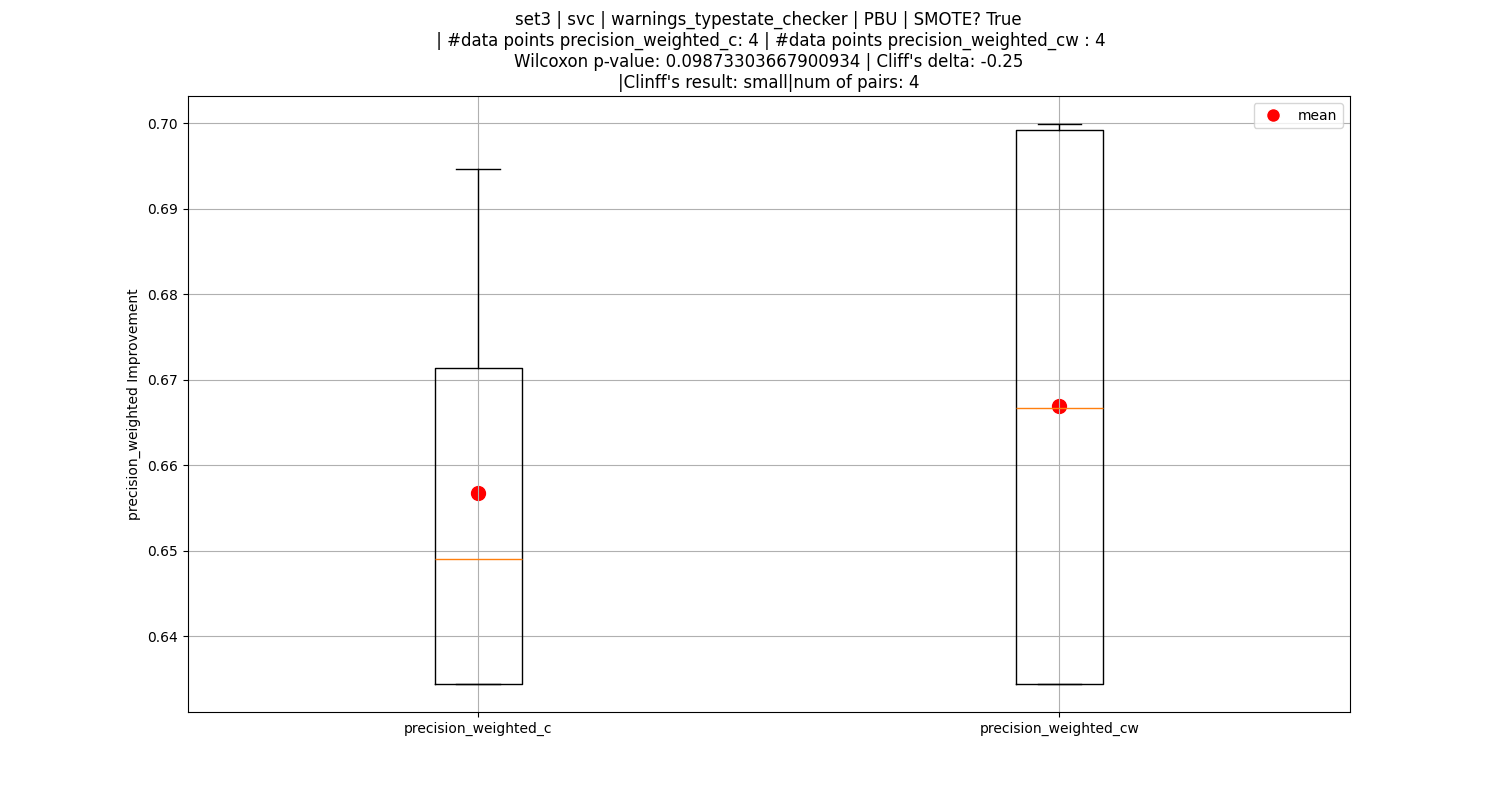 set3 | svc | warnings_typestate_checker | PBU | SMOTE? True
| #data points precision_weighted_c: 4 | #data points precision_weighted_cw : 4
Wilcoxon p-value: 0.09873303667900934 | Cliff's delta: -0.25
|Clinff's result: small|num of pairs: 4
mean
0.70
0.69
0.68
0.67
0.66
0.65
0.64
precision_weighted Improvement
precision_weighted_c
precision_weighted_cw